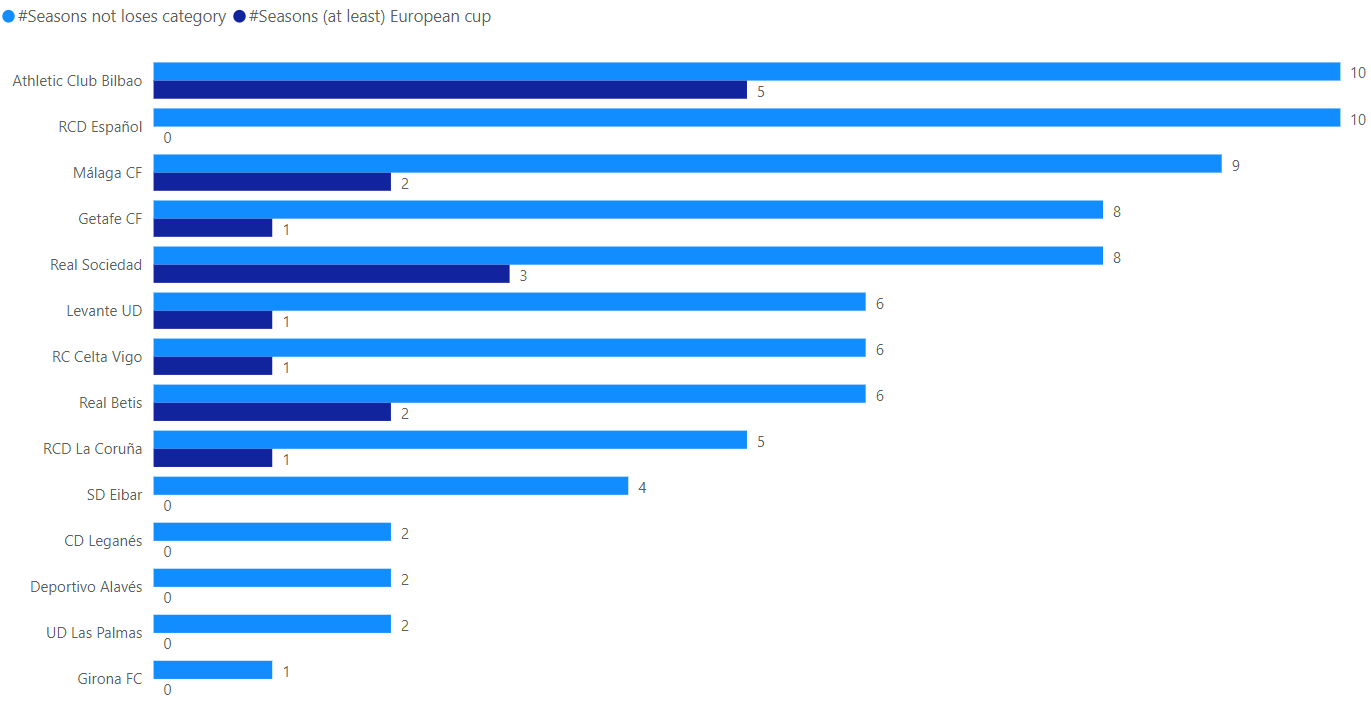 #Seasons not loses category #Seasons (at least) European cup
Athletic Club Bilbao 10
5
RCD Español 10
0
Málaga CF 9
2
Getafe CF 8
1
Real Sociedad 8
3
Levante UD 6
1
RC Celta Vigo 6
1
Real Betis 6
2
RCD La Coruña 5
1
SD Eibar 4
0
CD Leganés 2
0
Deportivo Alavés 2
0
UD Las Palmas 2
0
Girona FC 1
0